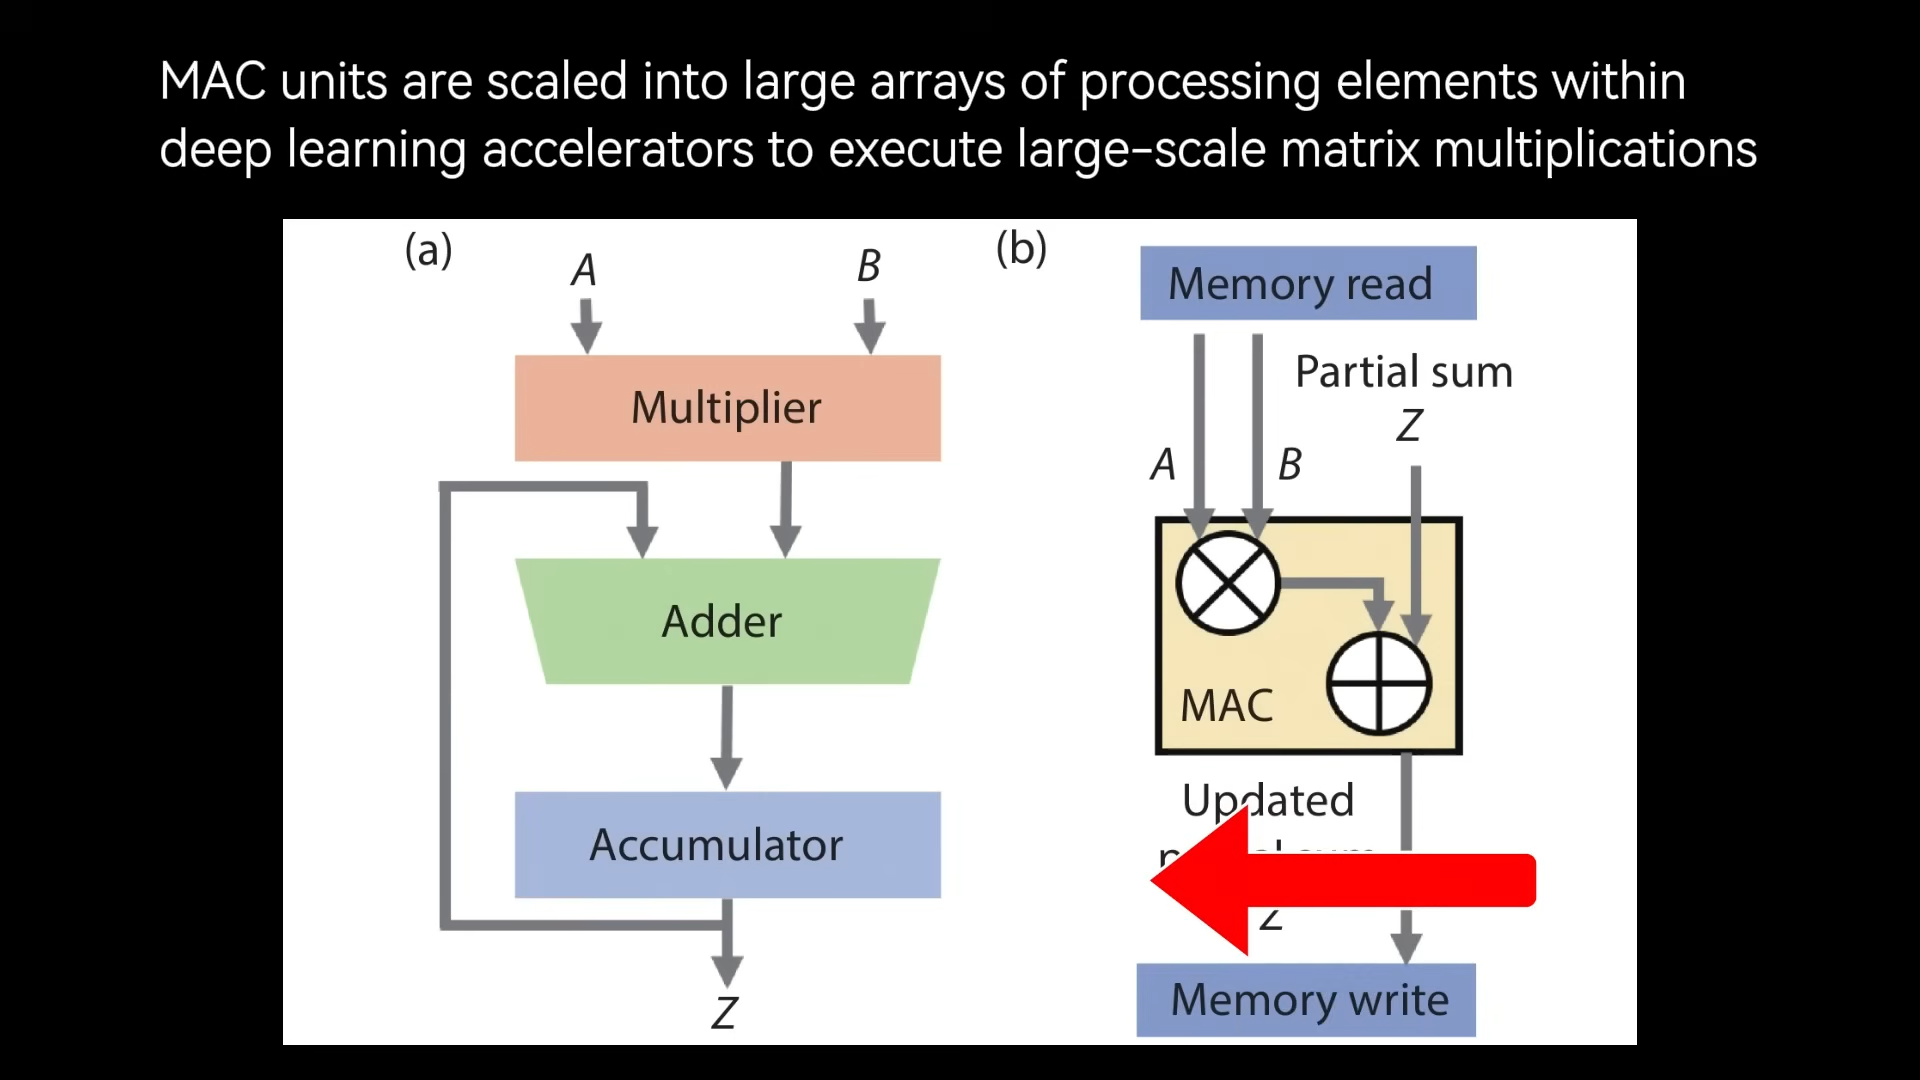 MAC units are scaled into large arrays of processing elements within
deep learning accelerators to execute large-scale matrix multiplications
(a)
A
B
Multiplier
Adder
Accumulator
Z
(b)
Memory read
Partial sum
Z
A
B
MAC
Updated
Z
Memory write